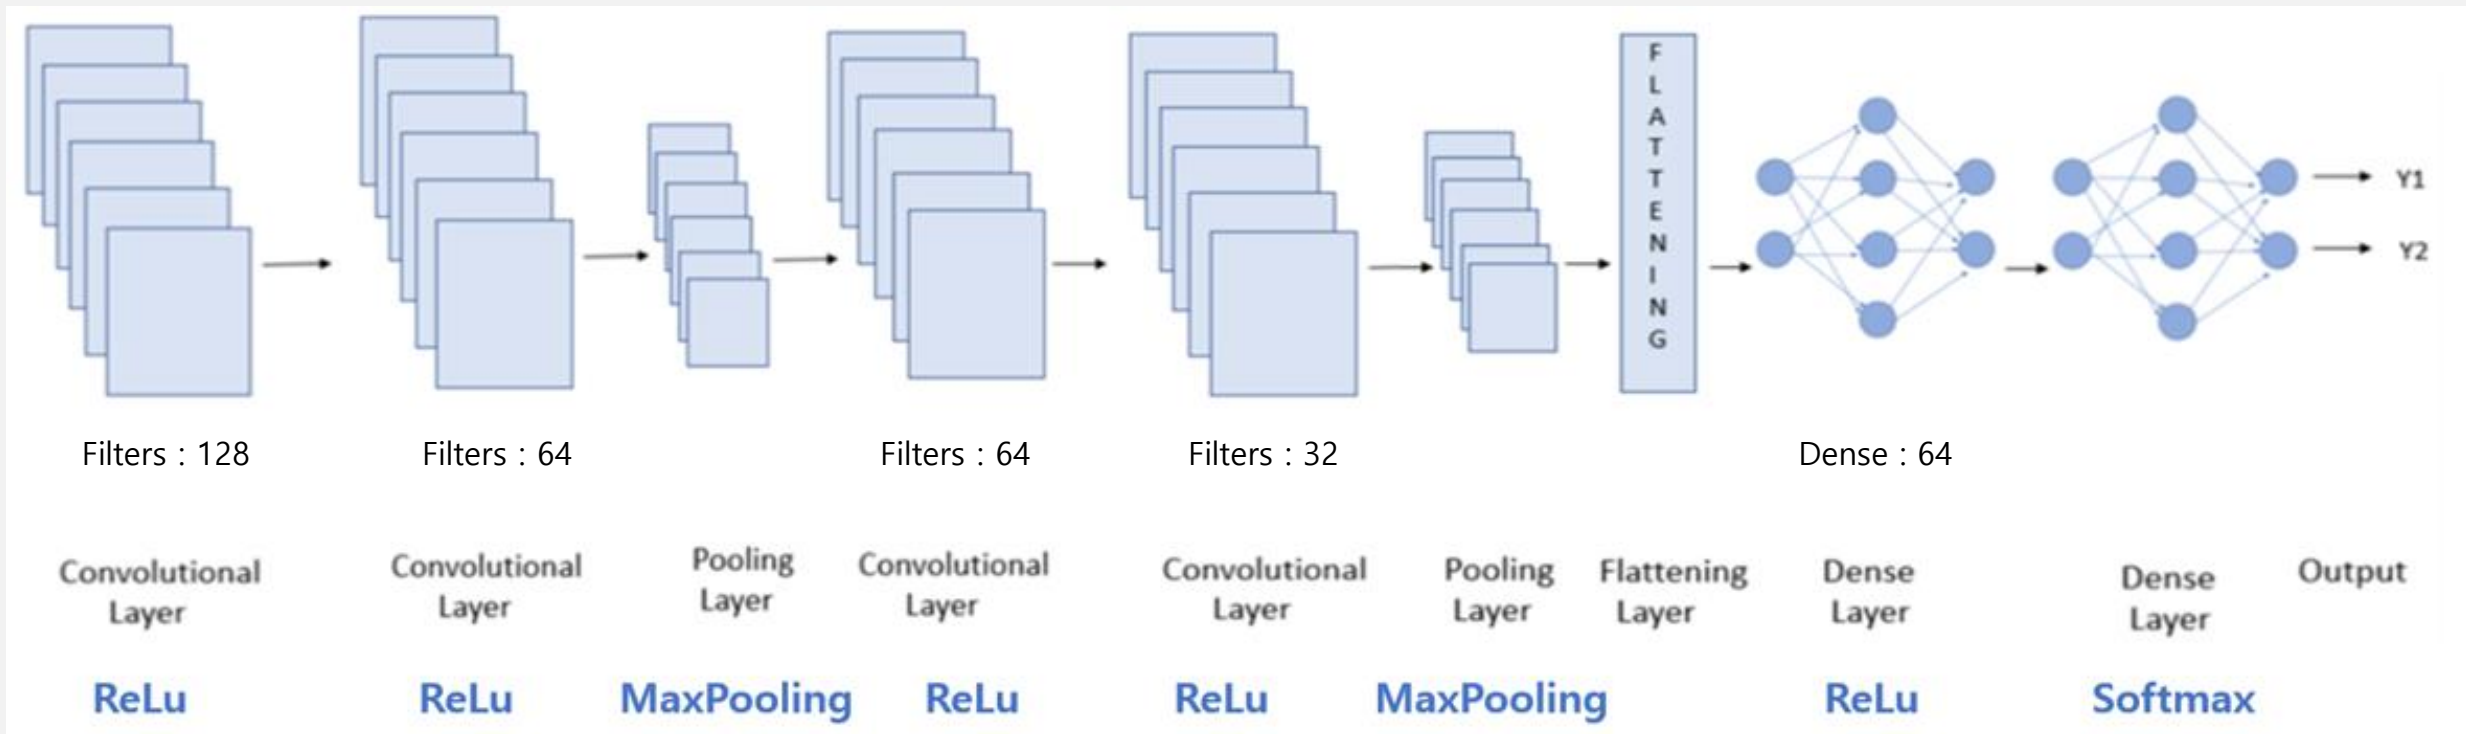 F
L
A
T
T
E
N
I
N
G
Y1
Y2
Filters : 128
Filters : 64
Filters : 64
Filters : 32
Dense : 64
Convolutional
Layer
Convolutional
Layer
Pooling
Layer
Convolutional
Layer
Convolutional
Layer
Pooling
Layer
Flattening
Layer
Dense
Layer
Dense
Layer
Output
ReLu
ReLu
MaxPooling
ReLu
ReLu
MaxPooling
ReLu
Softmax